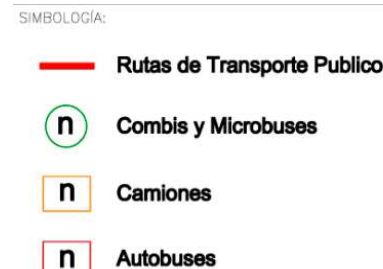 SIMBOLOGÍA:
Rutas de Transporte Publico
n Combis y Microbuses
n Camiones
n Autobuses